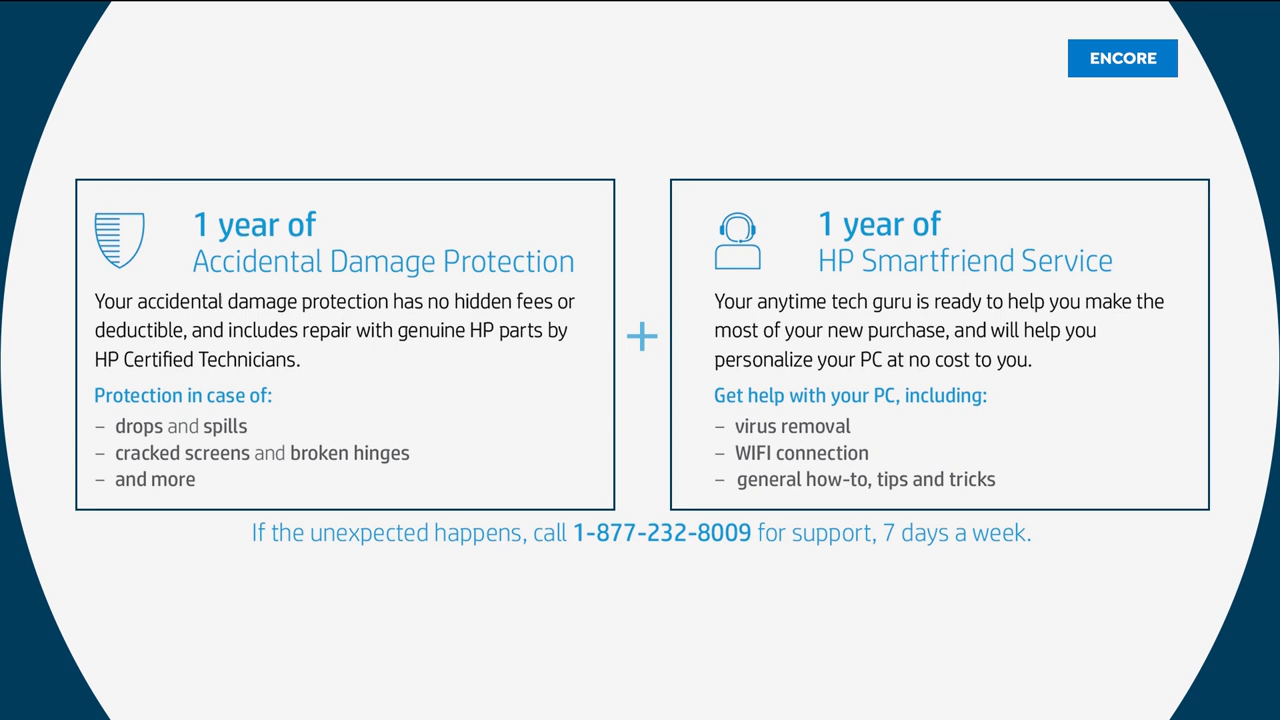 ENCORE
1 year of
Accidental Damage Protection
Your accidental damage protection has no hidden fees or
deductible, and includes repair with genuine HP parts by
HP Certified Technicians.
Protection in case of:
– drops and spills
– cracked screens and broken hinges
– and more
+
1 year of
HP Smartfriend Service
Your anytime tech guru is ready to help you make the
most of your new purchase, and will help you
personalize your PC at no cost to you.
Get help with your PC, including:
– virus removal
– WIFI connection
– general how-to, tips and tricks
If the unexpected happens, call 1-877-232-8009 for support, 7 days a week.